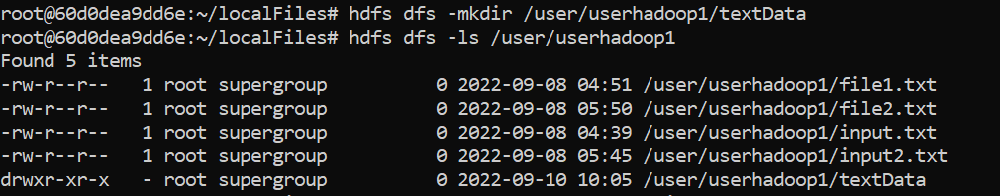 root@60d0dea9dd6e:~/localFiles# hdfs dfs -mkdir /user/userhadoop1/textData
root@60d0dea9dd6e:~/localFiles# hdfs dfs -ls /user/userhadoop1
Found 5 items
-rw-r--r--   1 root supergroup          0 2022-09-08 04:51 /user/userhadoop1/file1.txt
-rw-r--r--   1 root supergroup          0 2022-09-08 05:50 /user/userhadoop1/file2.txt
-rw-r--r--   1 root supergroup          0 2022-09-08 04:39 /user/userhadoop1/input.txt
-rw-r--r--   1 root supergroup          0 2022-09-08 05:45 /user/userhadoop1/input2.txt
drwxr-xr-x   - root supergroup          0 2022-09-10 10:05 /user/userhadoop1/textData